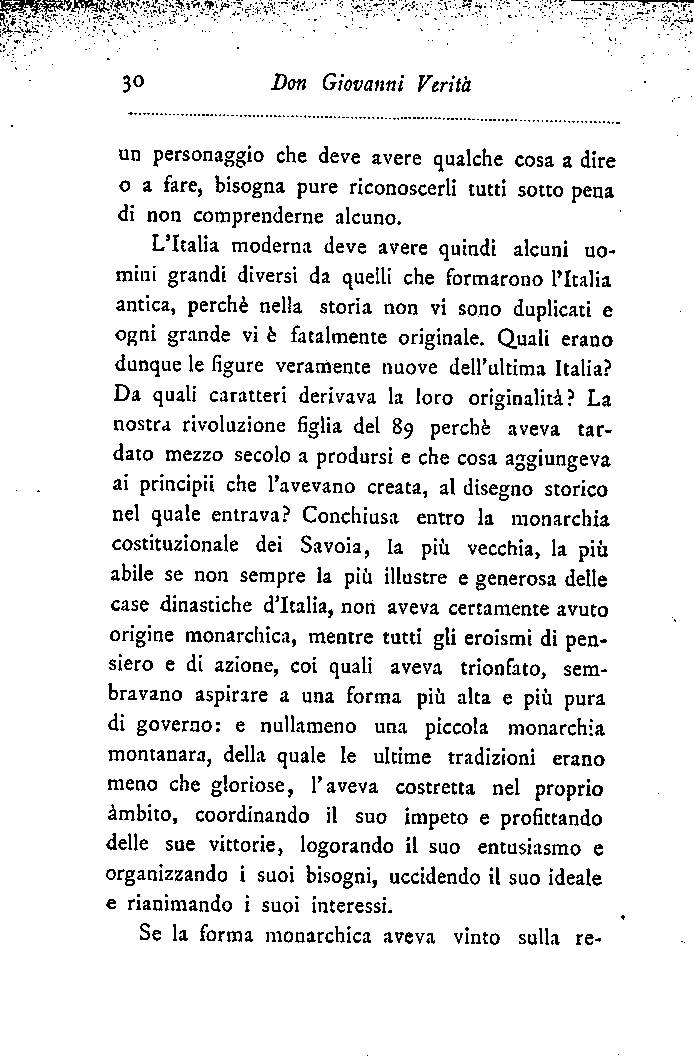 30 Don Giovanni Verità
un personaggio che deve avere qualche cosa a dire
o a fare, bisogna pure riconoscerli tutti sotto pena
di non comprenderne alcuno.
L'Italia moderna deve avere quindi alcuni uo-
mini grandi diversi da quelli che formarono l'Italia
antica, perchè nella storia non vi sono duplicati e
ogni grande vi è fatalmente originale. Quali erano
dunque le figure veramente nuove dell'ultima Italia?
Da quali caratteri derivava la loro originalità? La
nostra rivoluzione figlia del 89 perchè aveva tar-
dato mezzo secolo a prodursi e che cosa aggiungeva
ai principii che l'avevano creata, al disegno storico
nel quale entrava? Conchiusa entro la monarchia
costituzionale dei Savoia, la più vecchia, la più
abile se non sempre la più illustre e generosa delle
case dinastiche d'Italia, non aveva certamente avuto
origine monarchica, mentre tutti gli eroismi di pen-
siero e di azione, coi quali aveva trionfato, sem-
bravano aspirare a una forma più alta e più pura
di governo: e nullameno una piccola monarchia
montanara, della quale le ultime tradizioni erano
meno che gloriose, l'aveva costretta nel proprio
àmbito, coordinando il suo impeto e profittando
delle sue vittorie, logorando il suo entusiasmo e
organizzando i suoi bisogni, uccidendo il suo ideale
e rianimando i suoi interessi.
Se la forma monarchica aveva vinto sulla re-